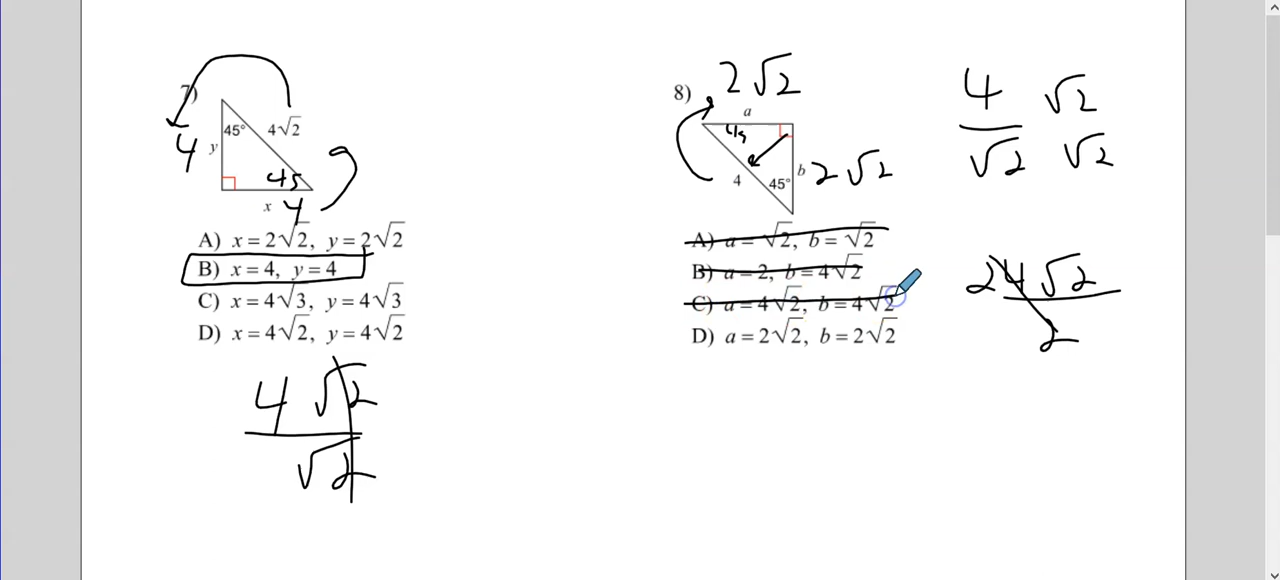 7)
45°
4√2
y
4
45
x
4
A) x = 2√2, y = 2√2
B) x = 4, y = 4
C) x = 4√3, y = 4√3
D) x = 4√2, y = 4√2
4 √2
√2
8)
2√2
a
45
4
45°
b
2√2
A) a = √2, b = √2
B) a = 2, b = 4√2
C) a = 4√2, b = 4√2
D) a = 2√2, b = 2√2
4 √2
√2 √2
2 4 √2
2